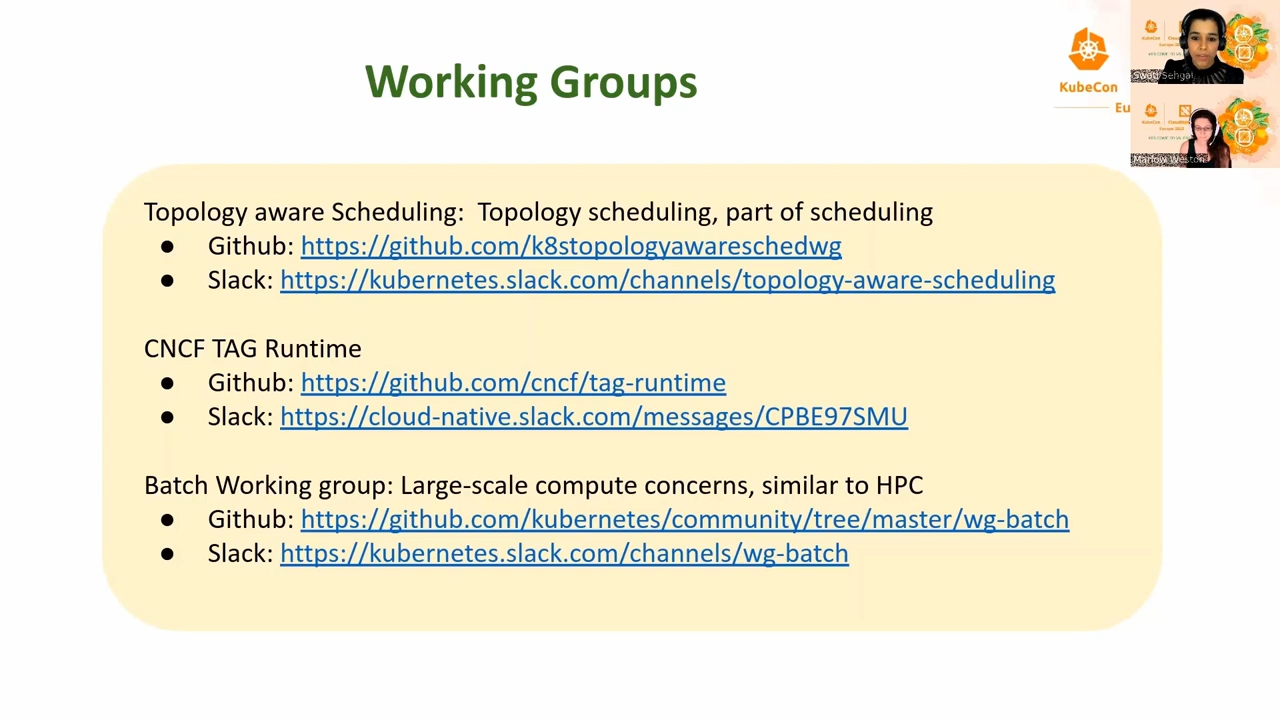 Working Groups
KubeCon
Eu
Swati Sehgal
Marlow Weston
Topology aware Scheduling: Topology scheduling, part of scheduling
● Github: https://github.com/k8stopologyawareschedwg
● Slack: https://kubernetes.slack.com/channels/topology-aware-scheduling
CNCF TAG Runtime
● Github: https://github.com/cncf/tag-runtime
● Slack: https://cloud-native.slack.com/messages/CPBE97SMU
Batch Working group: Large-scale compute concerns, similar to HPC
● Github: https://github.com/kubernetes/community/tree/master/wg-batch
● Slack: https://kubernetes.slack.com/channels/wg-batch